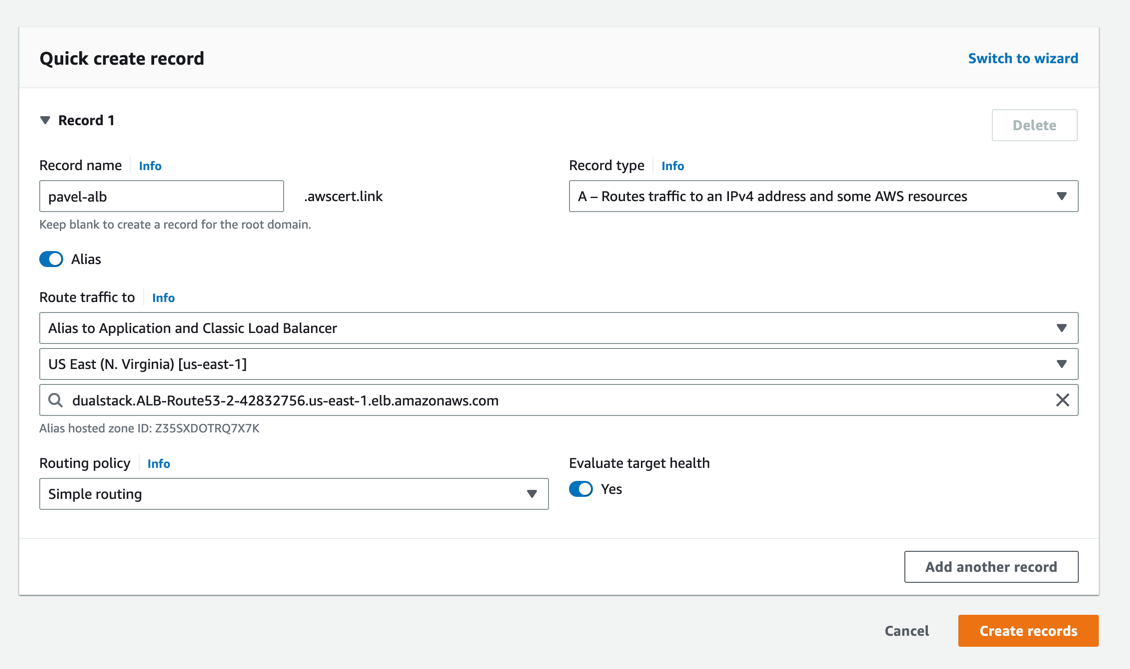 Quick create record
Switch to wizard
Record 1
Delete
Record name Info
Record type Info
pavel-alb
.awscert.link
A – Routes traffic to an IPv4 address and some AWS resources
Keep blank to create a record for the root domain.
Alias
Route traffic to Info
Alias to Application and Classic Load Balancer
US East (N. Virginia) [us-east-1]
dualstack.ALB-Route53-2-42832756.us-east-1.elb.amazonaws.com
Alias hosted zone ID: Z35SXDOTRQ7X7K
Routing policy Info
Evaluate target health
Simple routing
Yes
Add another record
Cancel
Create records